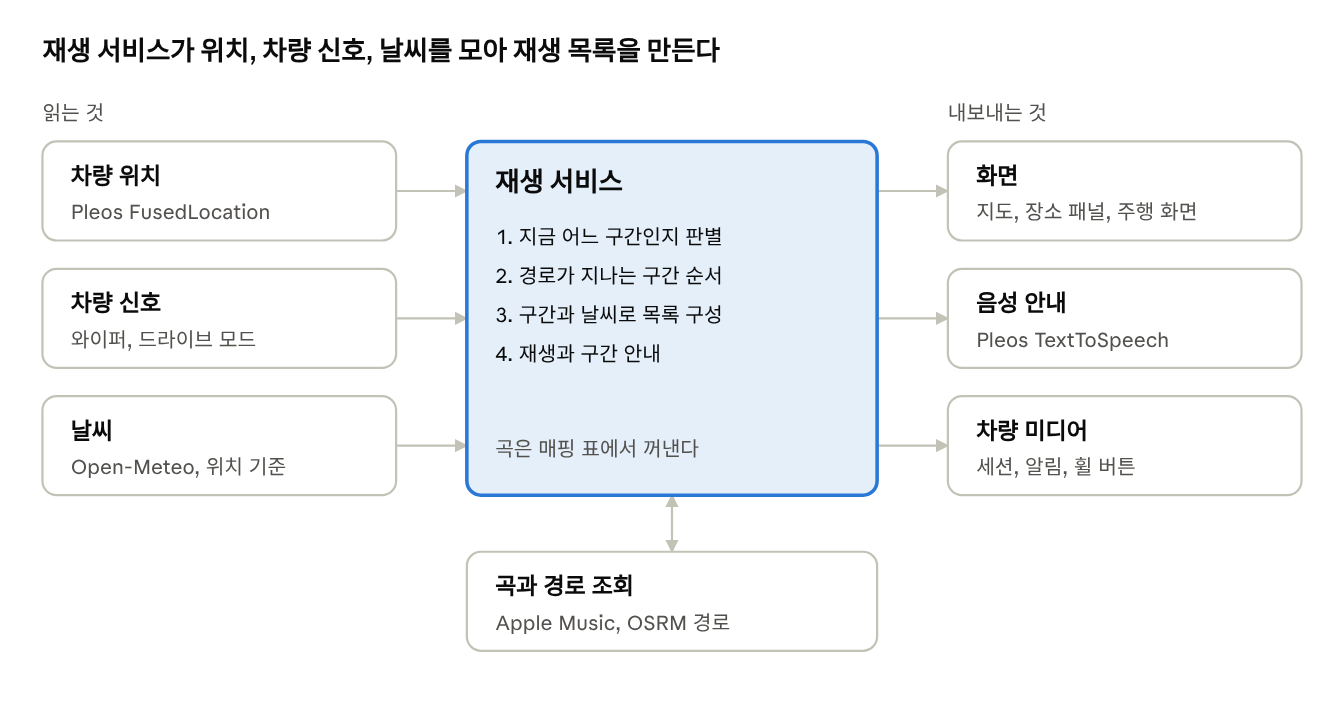 재생 서비스가 위치, 차량 신호, 날씨를 모아 재생 목록을 만든다
읽는 것
차량 위치
Pleos FusedLocation
차량 신호
와이퍼, 드라이브 모드
날씨
Open-Meteo, 위치 기준
재생 서비스
1. 지금 어느 구간인지 판별
2. 경로가 지나는 구간 순서
3. 구간과 날씨로 목록 구성
4. 재생과 구간 안내
곡은 매핑 표에서 꺼낸다
곡과 경로 조회
Apple Music, OSRM 경로
내보내는 것
화면
지도, 장소 패널, 주행 화면
음성 안내
Pleos TextToSpeech
차량 미디어
세션, 알림, 휠 버튼